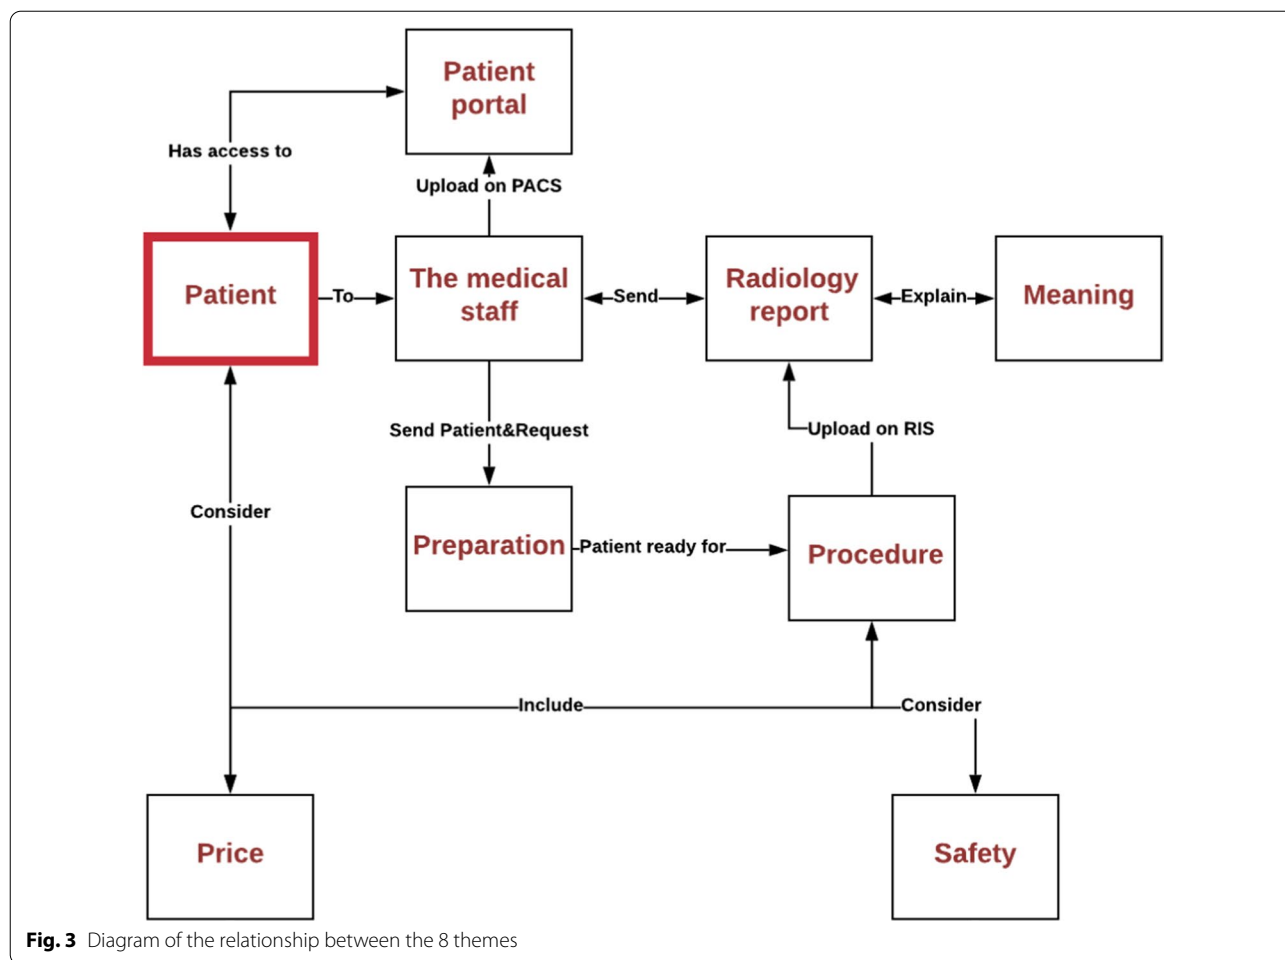 Patient
portal
Has access to
Upload on PACS
Patient
To
The medical
staff
Send
Radiology
report
Explain
Meaning
Send Patient&Request
Upload on RIS
Consider
Preparation
Patient ready for
Procedure
Include
Consider
Price
Safety
Fig. 3 Diagram of the relationship between the 8 themes